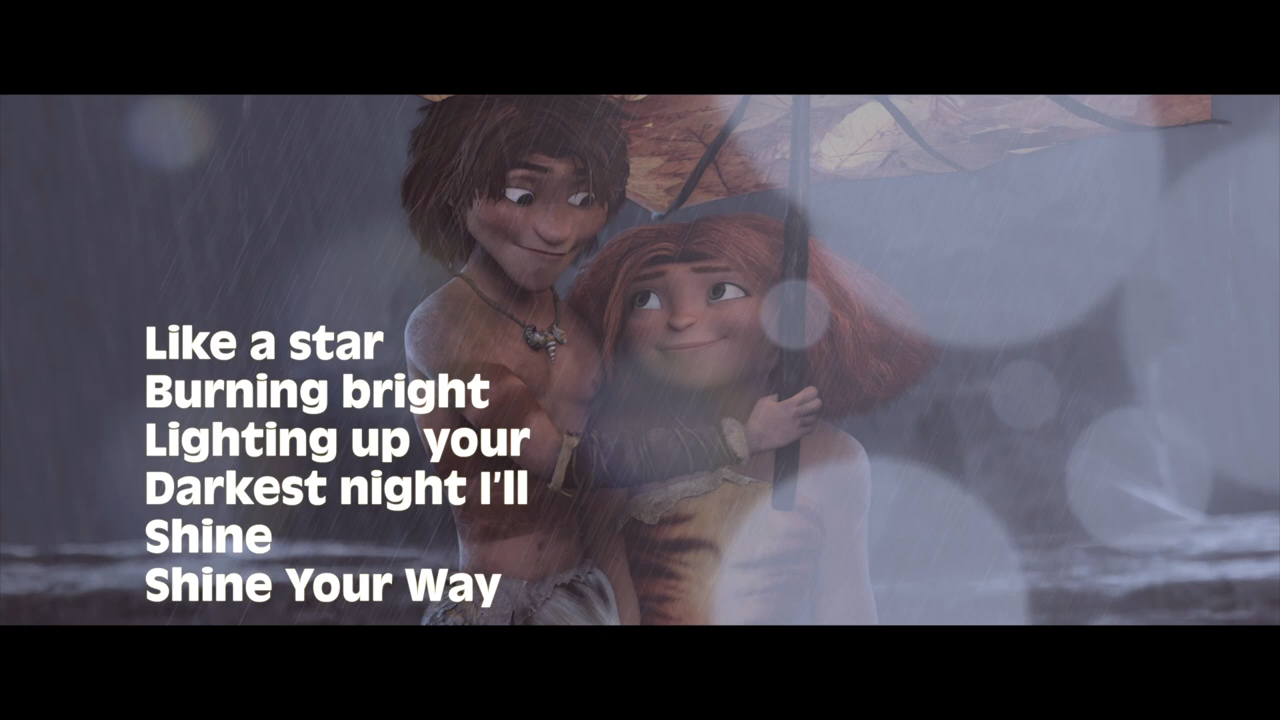 Like a star
Burning bright
Lighting up your
Darkest night I'll
Shine
Shine Your Way